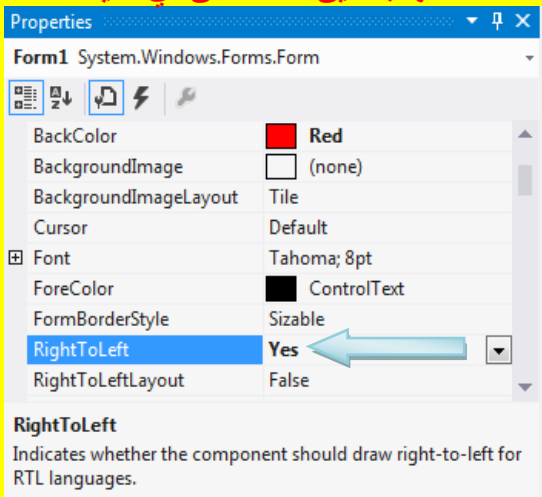 Properties
Form1 System.Windows.Forms.Form
BackColor Red
BackgroundImage (none)
BackgroundImageLayout Tile
Cursor Default
Font Tahoma; 8pt
ForeColor ControlText
FormBorderStyle Sizable
RightToLeft Yes
RightToLeftLayout False
RightToLeft
Indicates whether the component should draw right-to-left for
RTL languages.